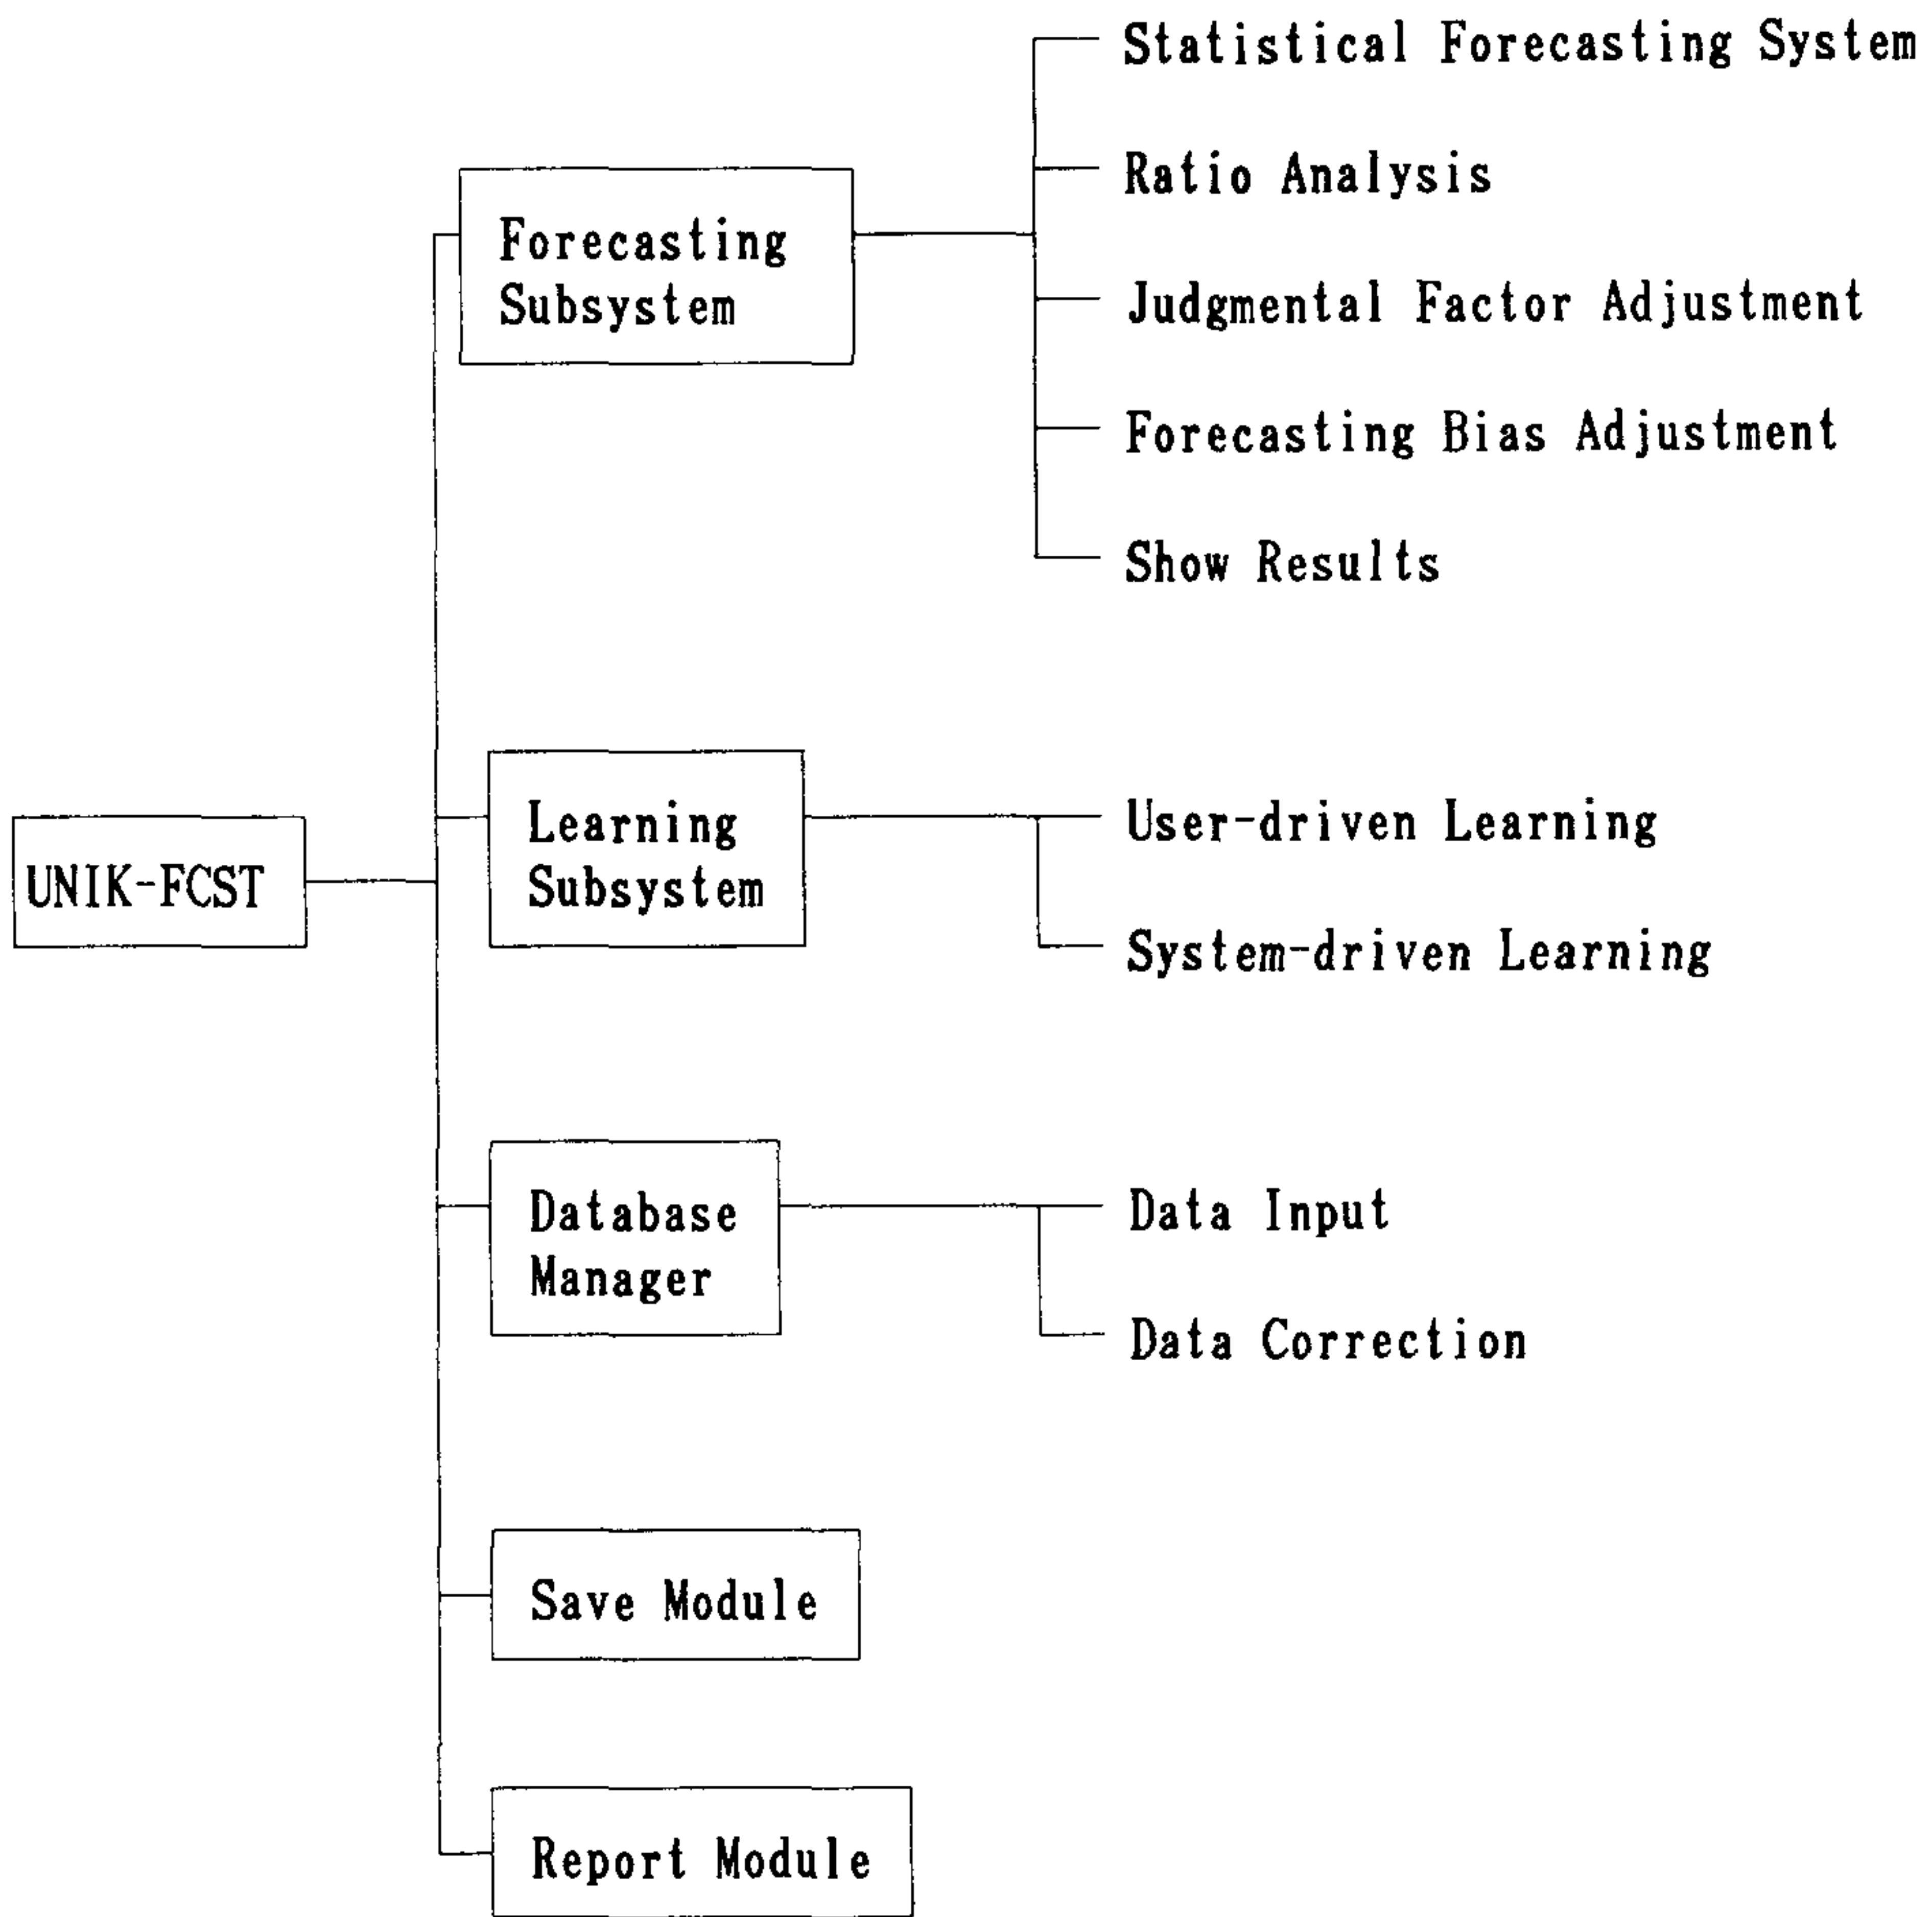 Statistical Forecasting System
Ratio Analysis
Forecasting
Subsystem
Judgmental Factor Adjustment
Forecasting Bias Adjustment
Show Results
UNIK-FCST
Learning
Subsystem
User-driven Learning
System-driven Learning
Database
Manager
Data Input
Data Correction
Save Module
Report Module